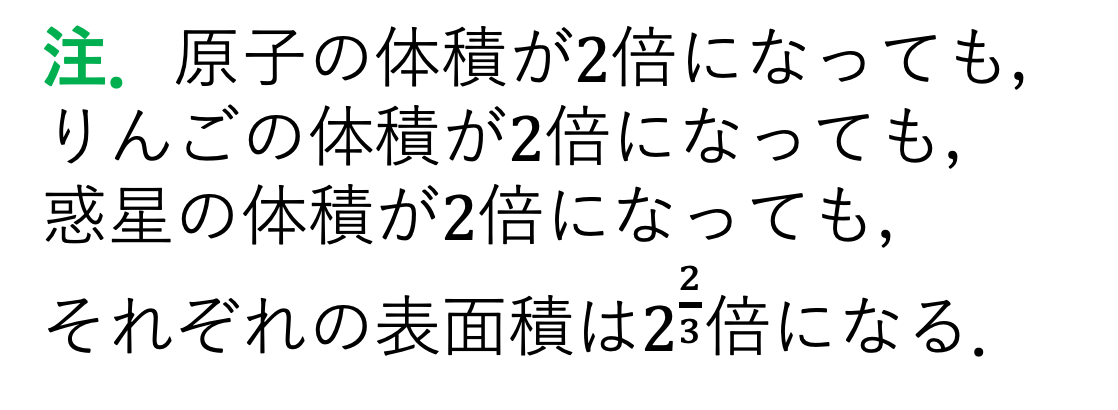 注. 原子の体積が2倍になっても,
りんごの体積が2倍になっても,
惑星の体積が2倍になっても,
それぞれの表面積は2^{\frac{2}{3}}倍になる.